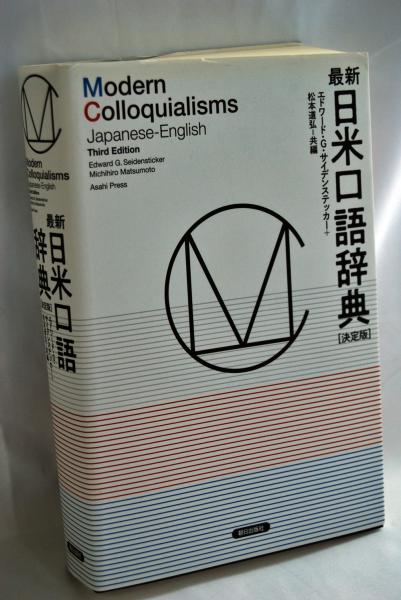 Modern
Colloquialisms
Japanese-English
Third Edition
Edward G. Seidensticker
Michihiro Matsumoto
Asahi Press
最新
日米口語辞典
[決定版]
エドワード・G・サイデンステッカー+
松本道弘=共編
朝日出版社
Modern
Colloquialisms
Japanese-English
最新
日米口語辞典
[決定版]